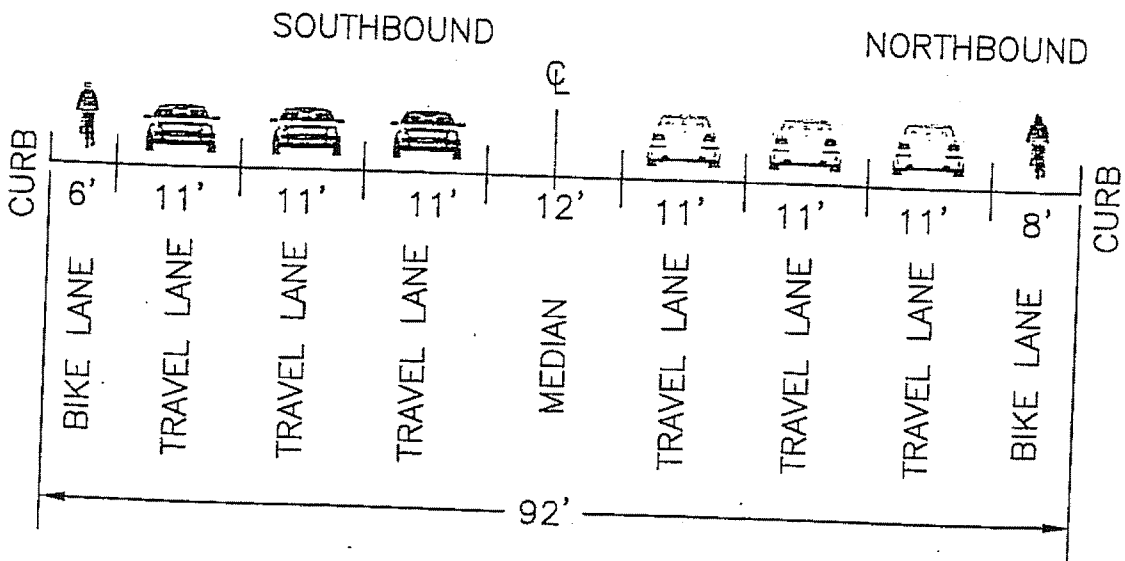 SOUTHBOUND
NORTHBOUND
℄
CURB
6' 11' 11' 11' 12' 11' 11' 11' 8'
CURB
BIKE LANE
TRAVEL LANE
TRAVEL LANE
TRAVEL LANE
MEDIAN
TRAVEL LANE
TRAVEL LANE
TRAVEL LANE
BIKE LANE
92'